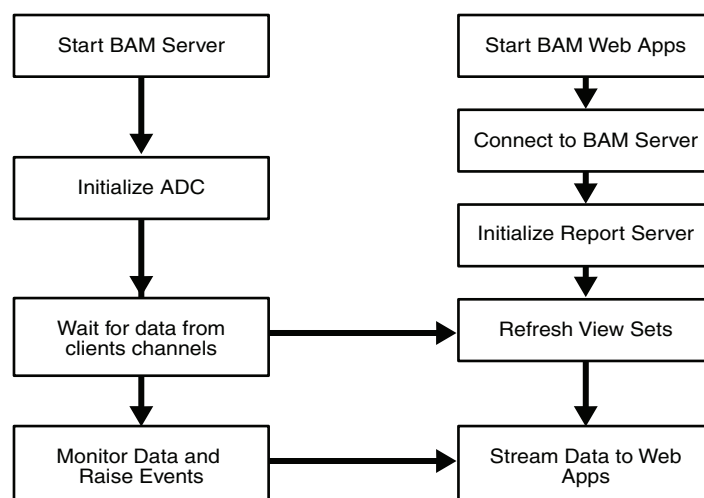 Start BAM Server
Initialize ADC
Wait for data from
clients channels
Monitor Data and
Raise Events
Start BAM Web Apps
Connect to BAM Server
Initialize Report Server
Refresh View Sets
Stream Data to Web
Apps